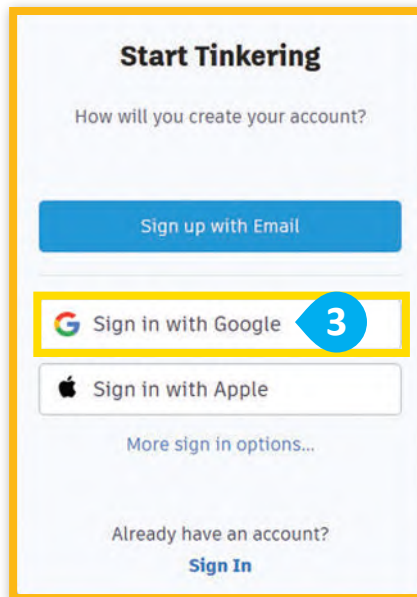 Start Tinkering
How will you create your account?
Sign up with Email
Sign in with Google 3
Sign in with Apple
More sign in options...
Already have an account?
Sign In